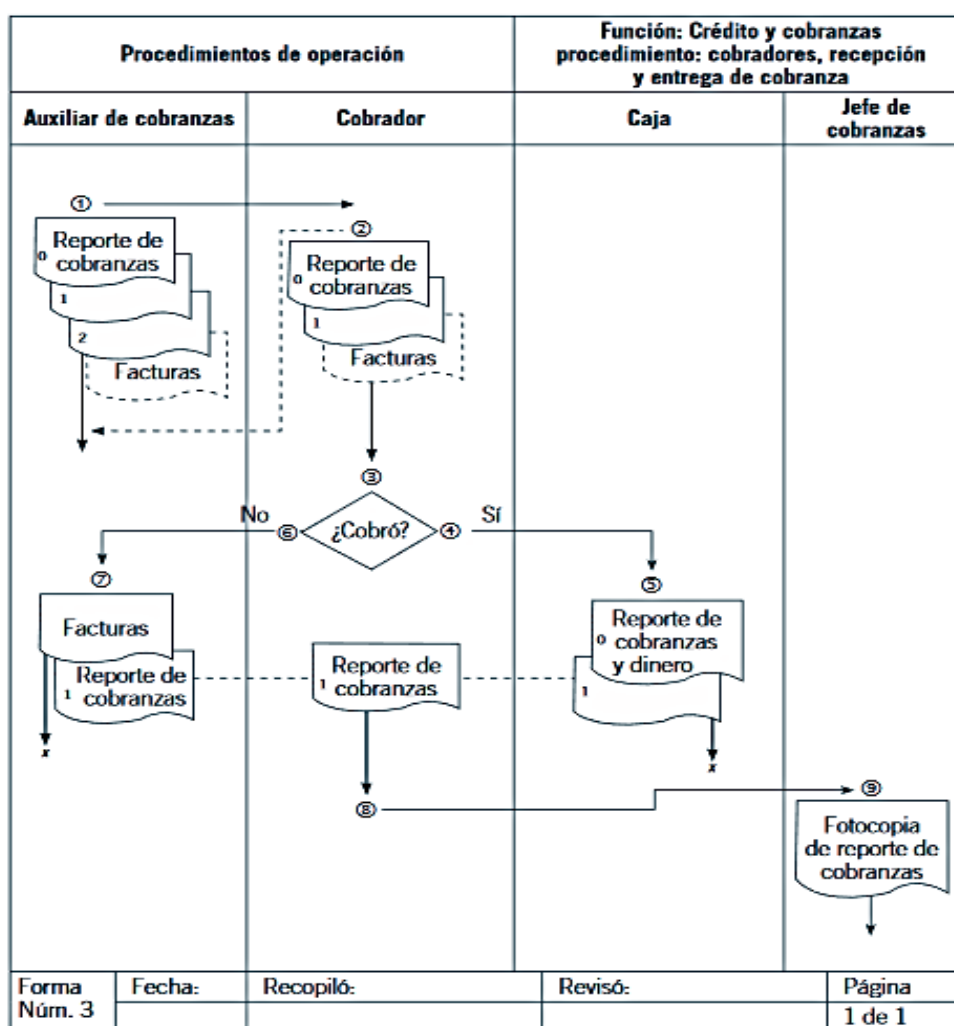 Procedimientos de operación
Función: Crédito y cobranzas
procedimiento: cobradores, recepción
y entrega de cobranza
Auxiliar de cobranzas
Cobrador
Caja
Jefe de
cobranzas
①
②
Reporte de
0 cobranzas
1
2
Facturas
Reporte de
0 cobranzas
1
Facturas
③
No
⑥
¿Cobró?
④
Sí
⑦
⑤
Facturas
Reporte de
1 cobranzas
Reporte de
1 cobranzas
Reporte de
0 cobranzas
y dinero
1
x
x
⑧
⑨
Fotocopia
de reporte de
cobranzas
Forma
Núm. 3
Fecha:
Recopiló:
Revisó:
Página
1 de 1